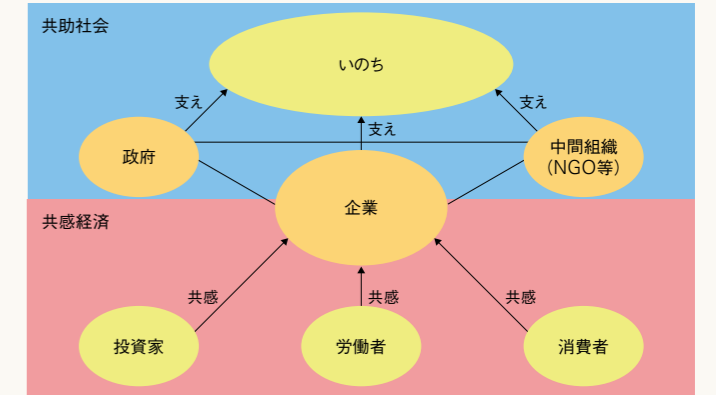 共助社会
いのち
支え
支え
支え
政府
中間組織
（NGO等）
企業
共感経済
共感
共感
共感
投資家
労働者
消費者